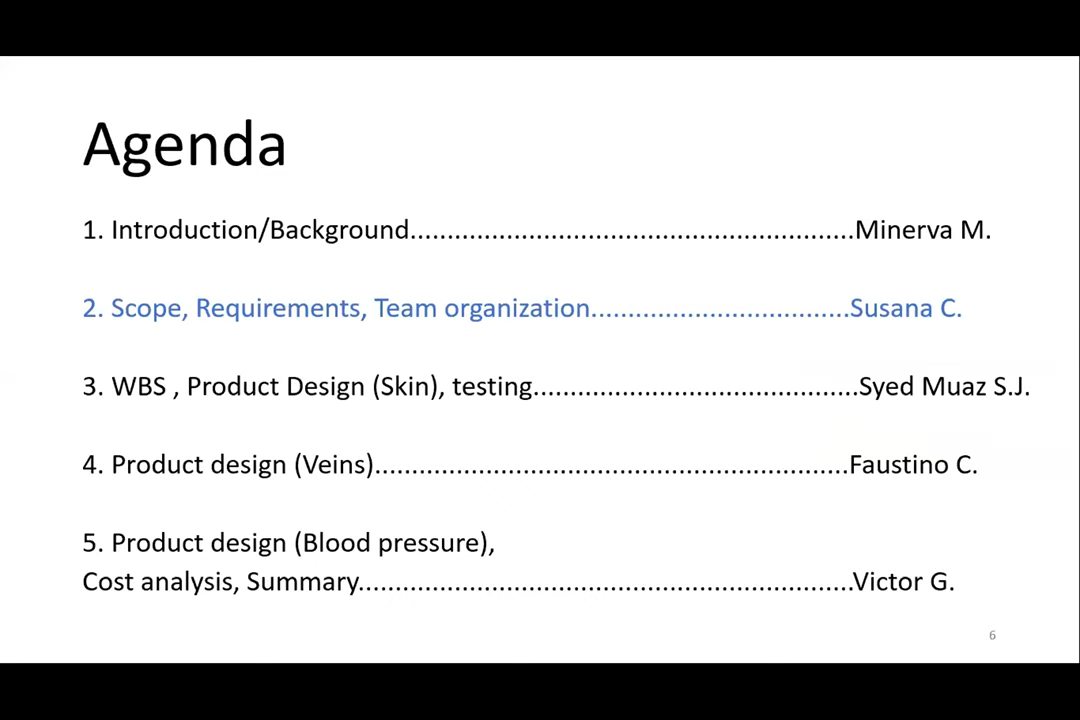 Agenda
1. Introduction/Background............................................................Minerva M.
2. Scope, Requirements, Team organization...................................Susana C.
3. WBS , Product Design (Skin), testing............................................Syed Muaz S.J.
4. Product design (Veins)................................................................Faustino C.
5. Product design (Blood pressure),
Cost analysis, Summary...................................................................Victor G.
6